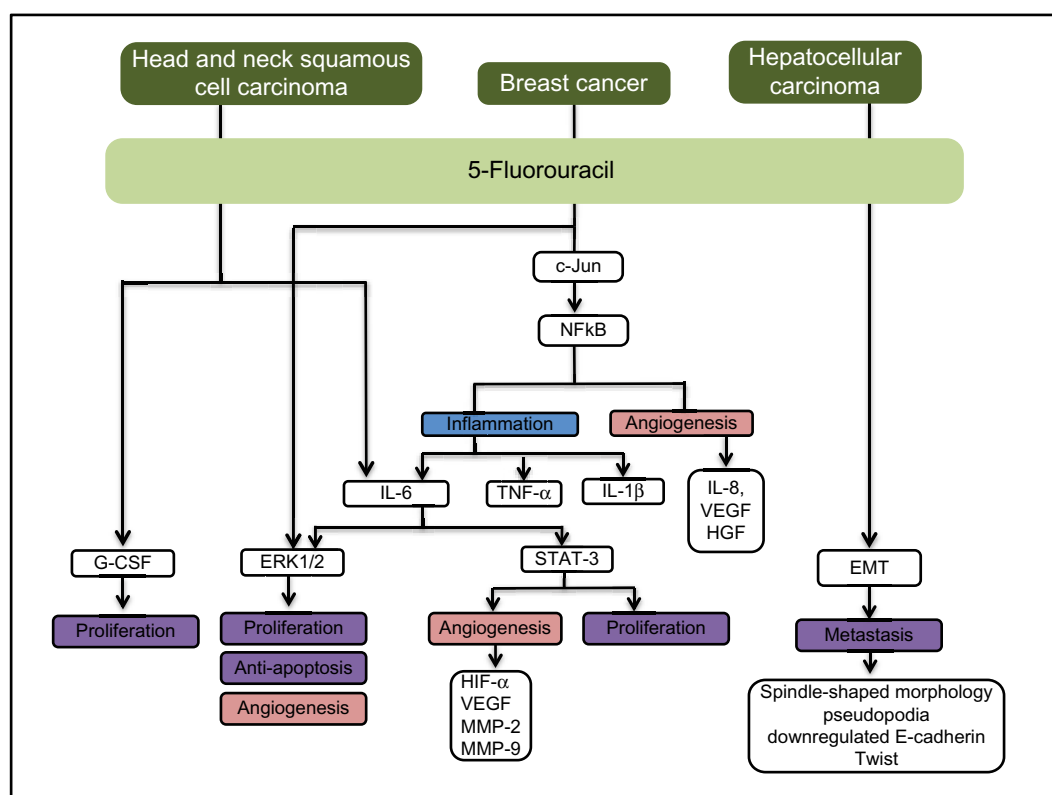 Head and neck squamous
cell carcinoma
Breast cancer
Hepatocellular
carcinoma
5-Fluorouracil
c-Jun
NFkB
Inflammation
Angiogenesis
IL-6
TNF-α
IL-1β
IL-8,
VEGF
HGF
G-CSF
ERK1/2
STAT-3
EMT
Proliferation
Proliferation
Anti-apoptosis
Angiogenesis
Angiogenesis
Proliferation
HIF-α
VEGF
MMP-2
MMP-9
Metastasis
Spindle-shaped morphology
pseudopodia
downregulated E-cadherin
Twist